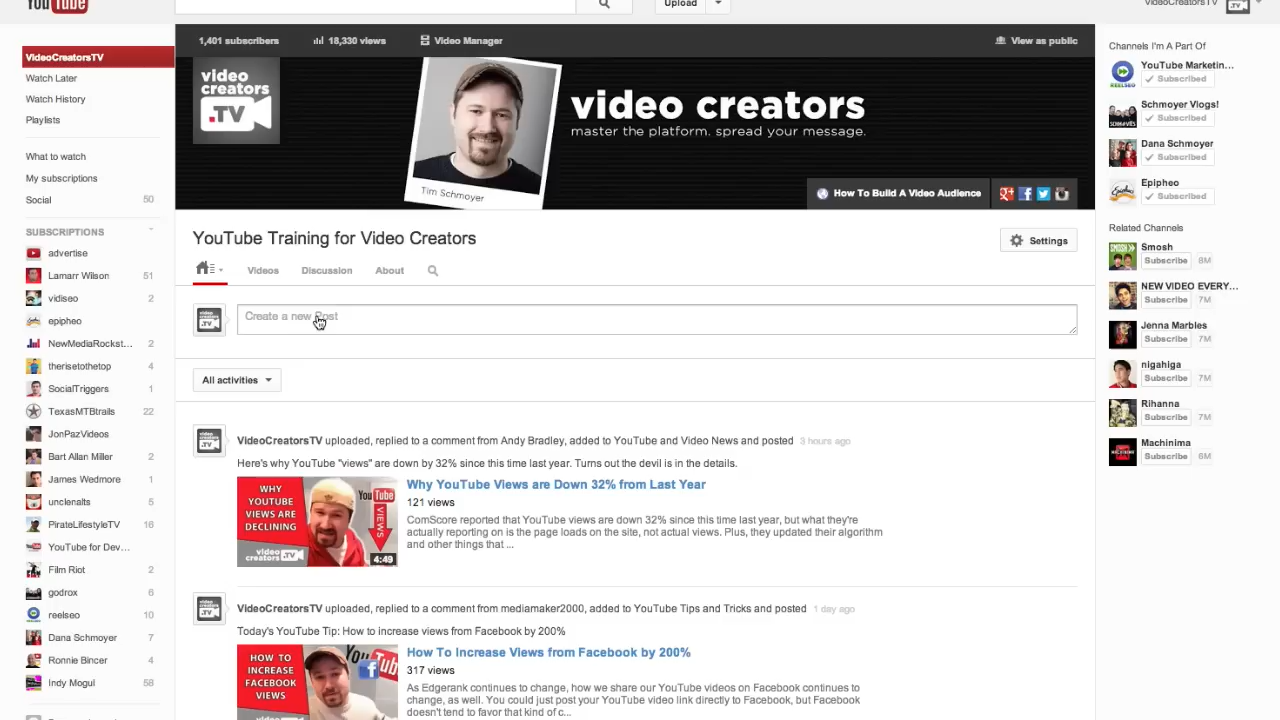 YouTube
Upload
VideoCreatorsTV
1,401 subscribers
18,330 views
Video Manager
View as public
VideoCreatorsTV
Watch Later
Watch History
Playlists
What to watch
My subscriptions
Social 50
SUBSCRIPTIONS
advertise
Lamarr Wilson 51
vidiseo 2
epipheo
NewMediaRockst... 2
therisetothetop 4
SocialTriggers 1
TexasMTBtrails 22
JonPazVideos
Bart Allan Miller 2
James Wedmore 1
unclenalts 5
PirateLifestyleTV 16
YouTube for Dev...
Film Riot 2
godrox 6
reelseo 10
Dana Schmoyer 7
Ronnie Bincer 4
Indy Mogul 58
video
creators
.TV
Tim Schmoyer
video creators
master the platform. spread your message.
How To Build A Video Audience
YouTube Training for Video Creators
Settings
Videos
Discussion
About
Create a new Post
All activities
VideoCreatorsTV uploaded, replied to a comment from Andy Bradley, added to YouTube and Video News and posted 3 hours ago
Here's why YouTube "views" are down by 32% since this time last year. Turns out the devil is in the details.
WHY
YOUTUBE
VIEWS ARE
DECLINING
YouTube
VIEWS
video
creators.TV
4:49
Why YouTube Views are Down 32% from Last Year
121 views
ComScore reported that YouTube views are down 32% since this time last year, but what they're
actually reporting on is the page loads on the site, not actual views. Plus, they updated their algorithm
and other things that ...
VideoCreatorsTV uploaded, replied to a comment from mediamaker2000, added to YouTube Tips and Tricks and posted 1 day ago
Today's YouTube Tip: How to increase views from Facebook by 200%
HOW TO
INCREASE
FACEBOOK
VIEWS
How To Increase Views from Facebook by 200%
317 views
As Edgerank continues to change, how we share our YouTube videos on Facebook continues to
change, as well. You could just post your YouTube video link directly to Facebook, but Facebook
doesn't tend to favor that kind of c...
Channels I'm A Part Of
YouTube Marketin...
Subscribed
Schmoyer Vlogs!
Subscribed
Dana Schmoyer
Subscribed
Epipheo
Subscribed
Related Channels
Smosh
Subscribe 8M
NEW VIDEO EVERY...
Subscribe 7M
Jenna Marbles
Subscribe 7M
nigahiga
Subscribe 7M
Rihanna
Subscribe 7M
Machinima
Subscribe 6M